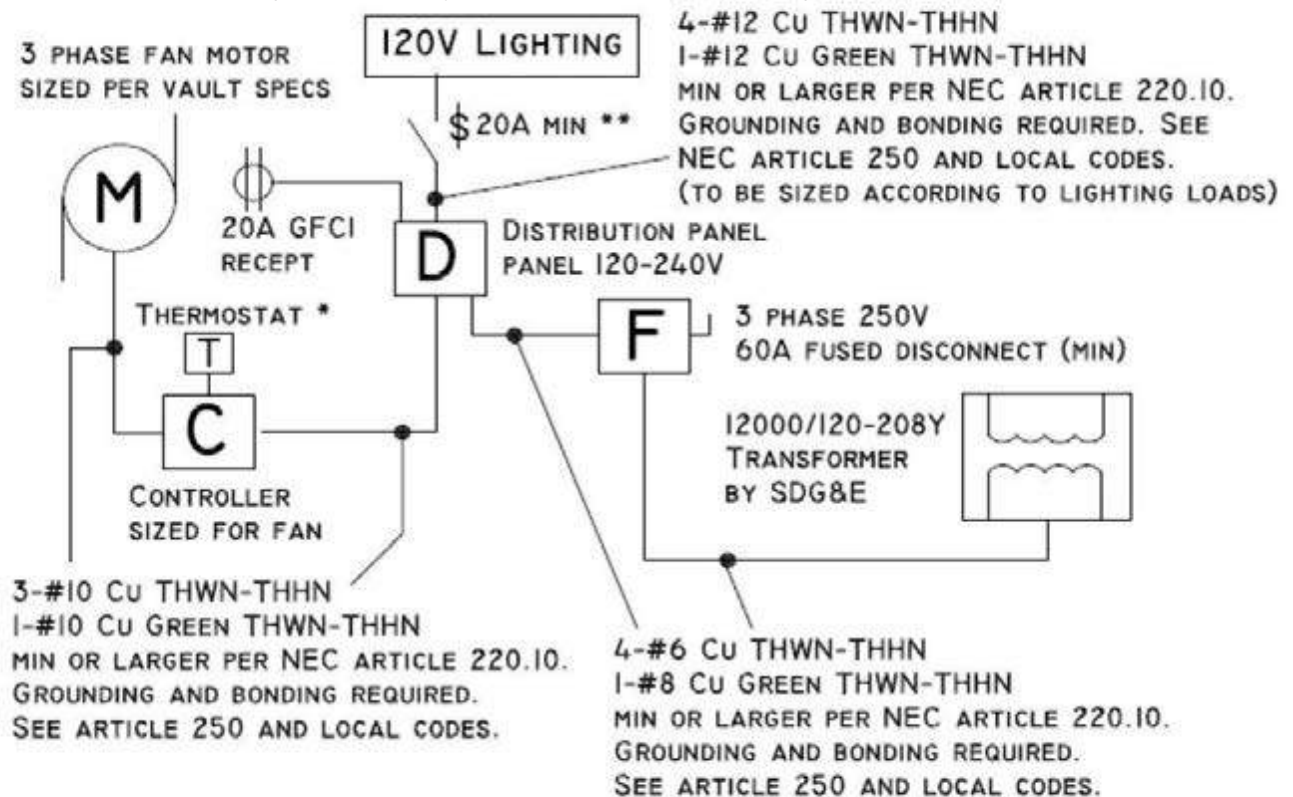 3 PHASE FAN MOTOR
SIZED PER VAULT SPECS
M
120V LIGHTING
$ 20A MIN **
4-#12 CU THWN-THHN
1-#12 CU GREEN THWN-THHN
MIN OR LARGER PER NEC ARTICLE 220.10.
GROUNDING AND BONDING REQUIRED. SEE
NEC ARTICLE 250 AND LOCAL CODES.
(TO BE SIZED ACCORDING TO LIGHTING LOADS)
20A GFCI
RECEPT
D
DISTRIBUTION PANEL
PANEL 120-240V
THERMOSTAT *
T
C
CONTROLLER
SIZED FOR FAN
F
3 PHASE 250V
60A FUSED DISCONNECT (MIN)
12000/120-208Y
TRANSFORMER
BY SDG&E
3-#10 CU THWN-THHN
1-#10 CU GREEN THWN-THHN
MIN OR LARGER PER NEC ARTICLE 220.10.
GROUNDING AND BONDING REQUIRED.
SEE ARTICLE 250 AND LOCAL CODES.
4-#6 CU THWN-THHN
1-#8 CU GREEN THWN-THHN
MIN OR LARGER PER NEC ARTICLE 220.10.
GROUNDING AND BONDING REQUIRED.
SEE ARTICLE 250 AND LOCAL CODES.